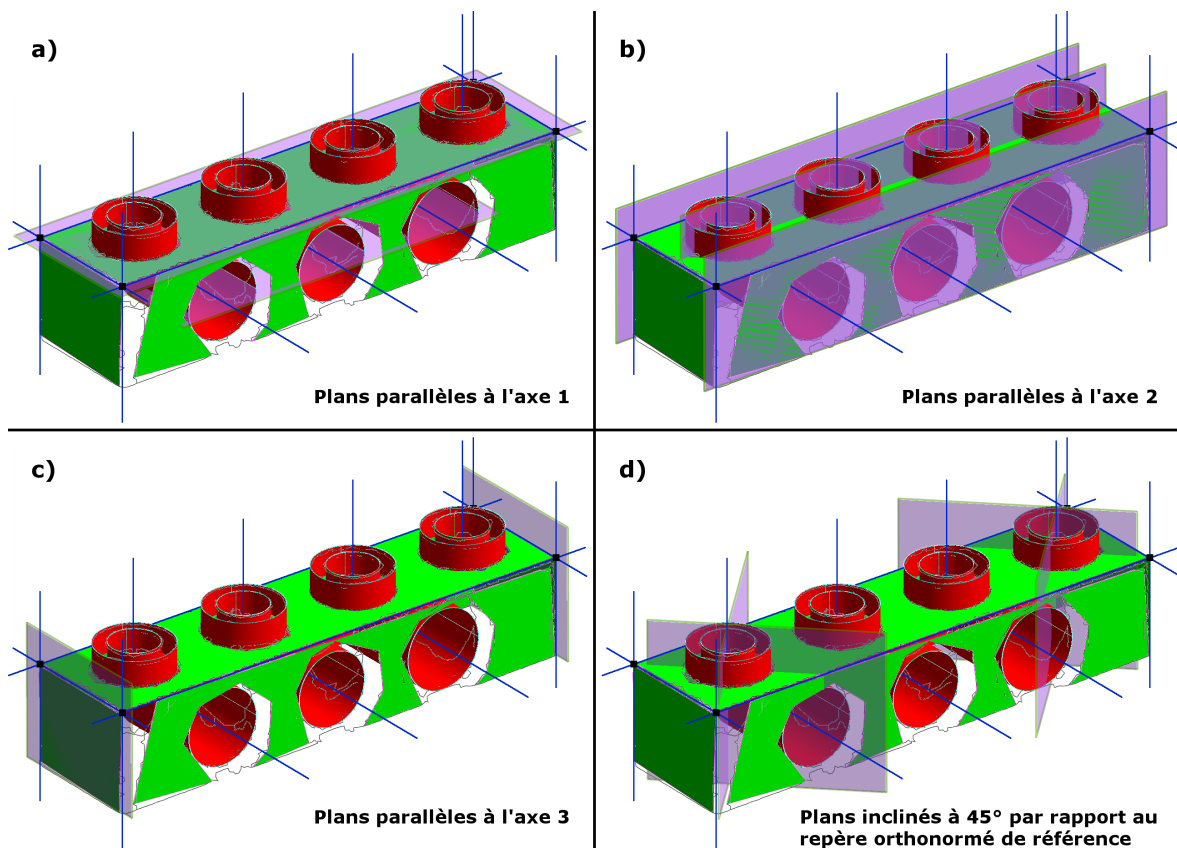 a)
b)
Plans parallèles à l'axe 1
Plans parallèles à l'axe 2
c)
d)
Plans parallèles à l'axe 3
Plans inclinés à 45° par rapport au
repère orthonormé de référence